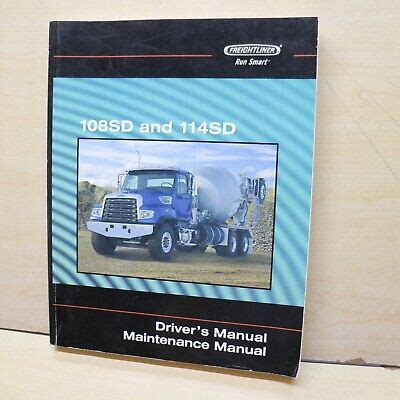 FREIGHTLINER
Run Smart
108SD and 114SD
Driver's Manual
Maintenance Manual